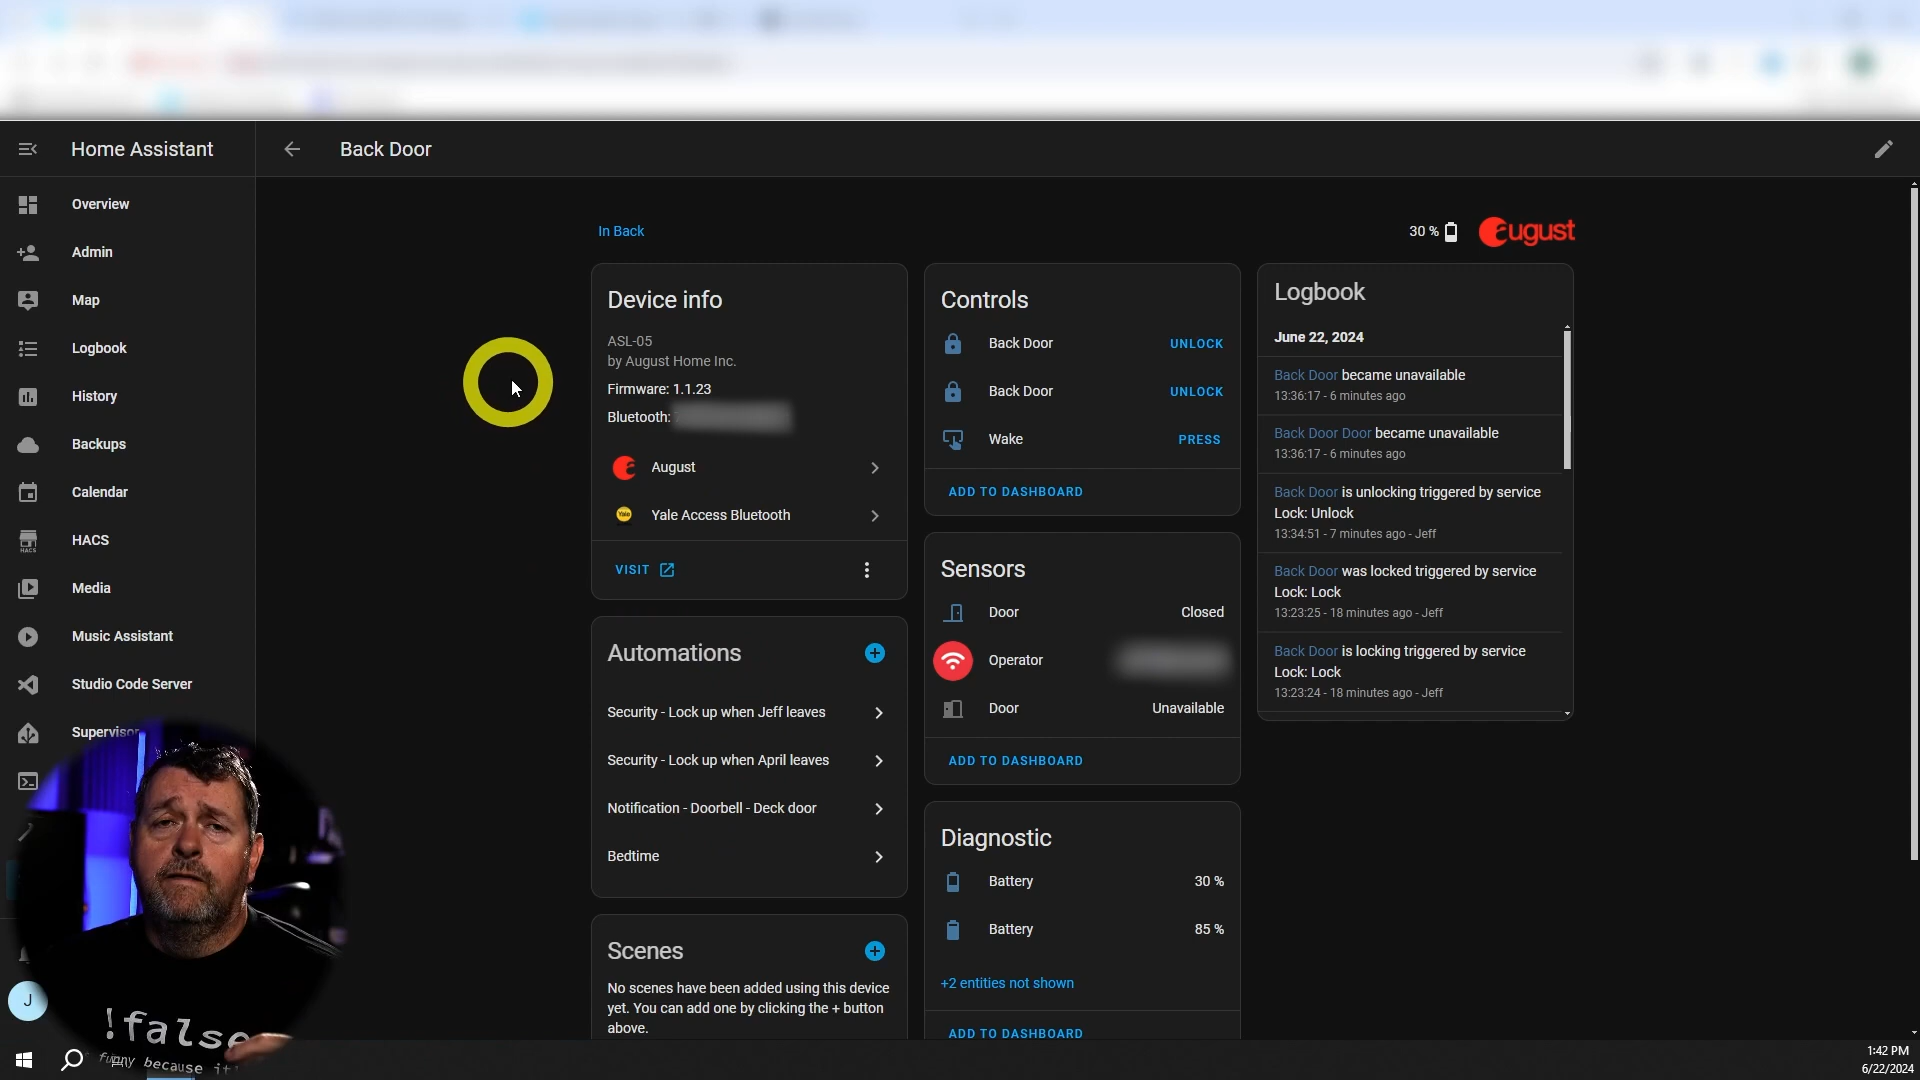 Home Assistant
Back Door
Overview
Admin
Map
Logbook
History
Backups
Calendar
HACS
HACS
Media
Music Assistant
Studio Code Server
Supervisor
J
!false
funny because it
In Back
30 %
august
Device info
ASL-05
by August Home Inc.
Firmware: 1.1.23
Bluetooth:
August
Yale
Yale Access Bluetooth
VISIT
Automations
Security - Lock up when Jeff leaves
Security - Lock up when April leaves
Notification - Doorbell - Deck door
Bedtime
Scenes
No scenes have been added using this device
yet. You can add one by clicking the + button
above.
Controls
Back Door UNLOCK
Back Door UNLOCK
Wake PRESS
ADD TO DASHBOARD
Sensors
Door Closed
Operator
Door Unavailable
ADD TO DASHBOARD
Diagnostic
Battery 30 %
Battery 85 %
+2 entities not shown
ADD TO DASHBOARD
Logbook
June 22, 2024
Back Door became unavailable
13:36:17 - 6 minutes ago
Back Door Door became unavailable
13:36:17 - 6 minutes ago
Back Door is unlocking triggered by service
Lock: Unlock
13:34:51 - 7 minutes ago - Jeff
Back Door was locked triggered by service
Lock: Lock
13:23:25 - 18 minutes ago - Jeff
Back Door is locking triggered by service
Lock: Lock
13:23:24 - 18 minutes ago - Jeff
1:42 PM
6/22/2024